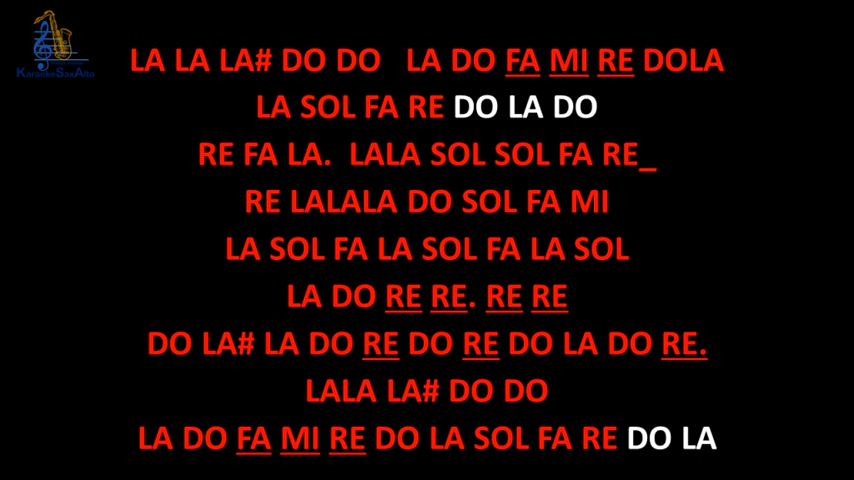 KaraokeSaxAlto
LA LA LA# DO DO LA DO FA MI RE DOLA
LA SOL FA RE DO LA DO
RE FA LA. LALA SOL SOL FA RE_
RE LALALA DO SOL FA MI
LA SOL FA LA SOL FA LA SOL
LA DO RE RE. RE RE
DO LA# LA DO RE DO RE DO LA DO RE.
LALA LA# DO DO
LA DO FA MI RE DO LA SOL FA RE DO LA